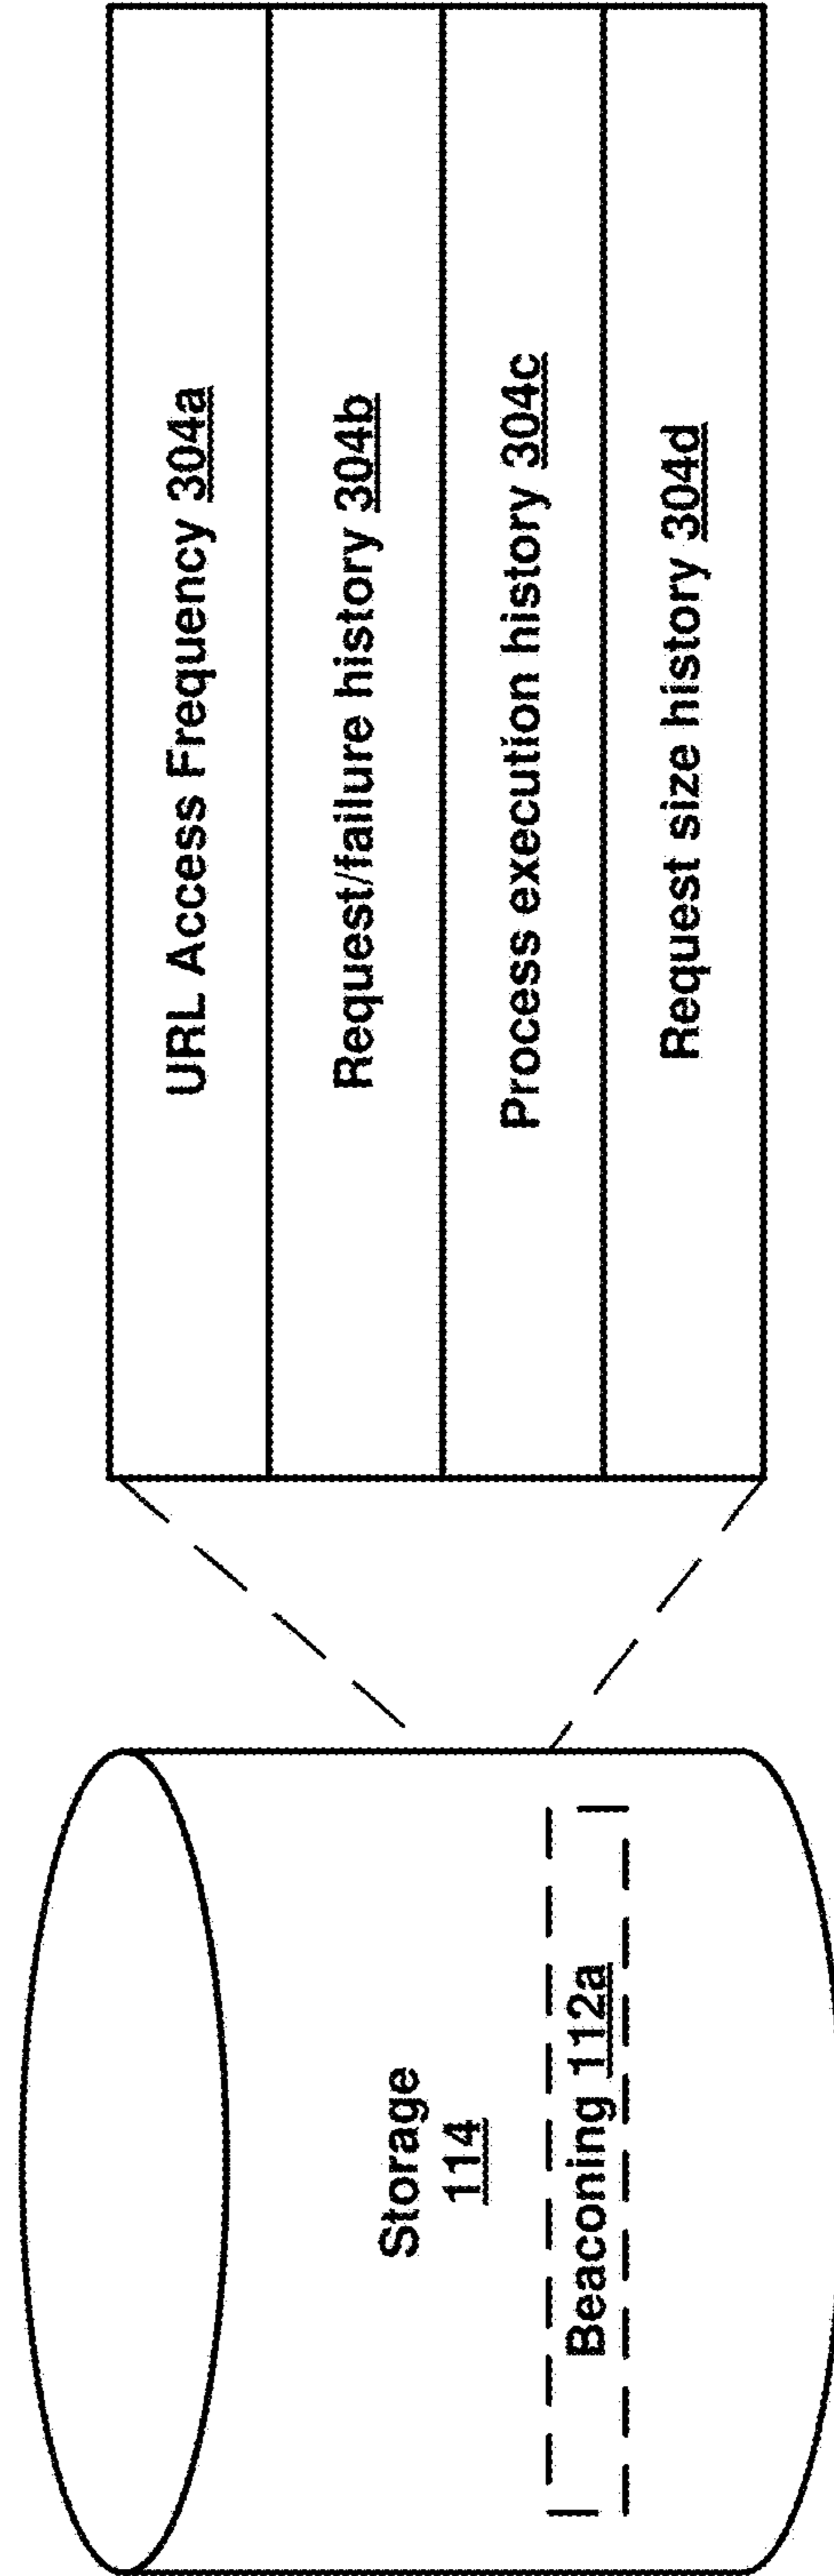 Storage
114
Beaconing 112a
URL Access Frequency 304a
Request/failure history 304b
Process execution history 304c
Request size history 304d